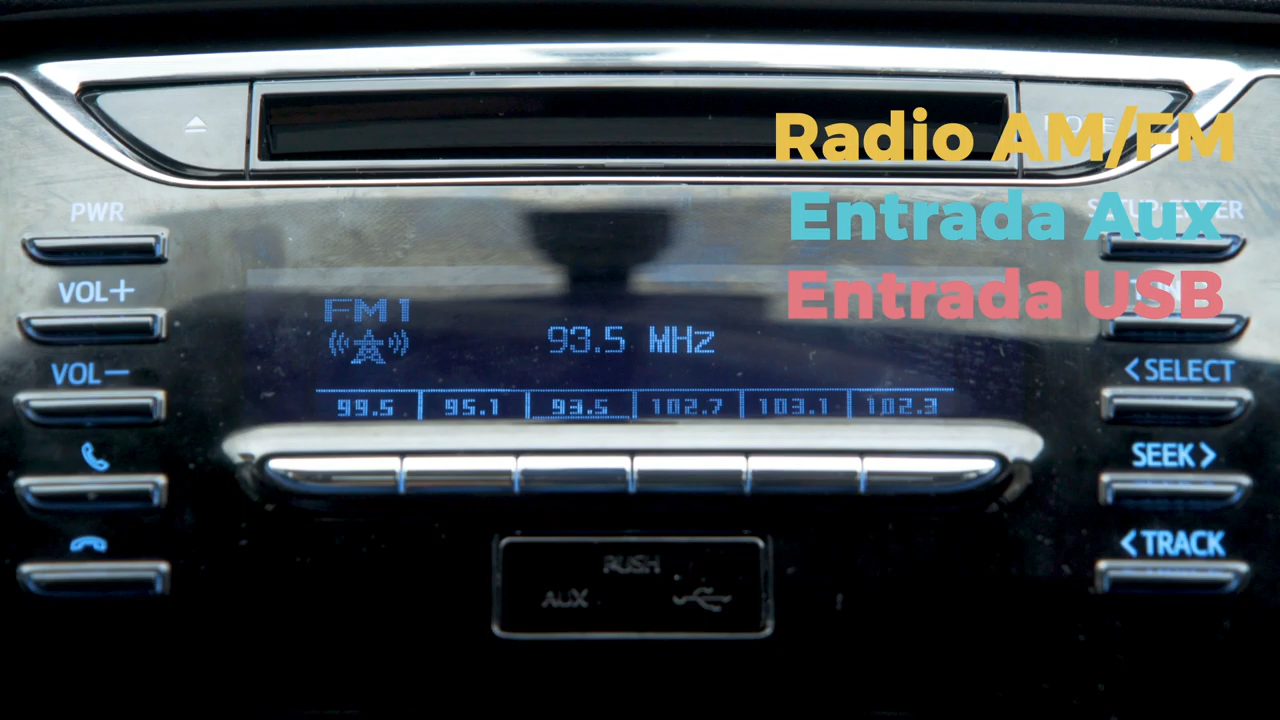 Radio AM/FM
PWR
Entrada Aux
VOL+
Entrada USB
FM1
93.5 MHz
VOL−
<SELECT
99.5 95.1 93.5 102.7 103.1 102.3
SEEK>
<TRACK
PUSH
AUX